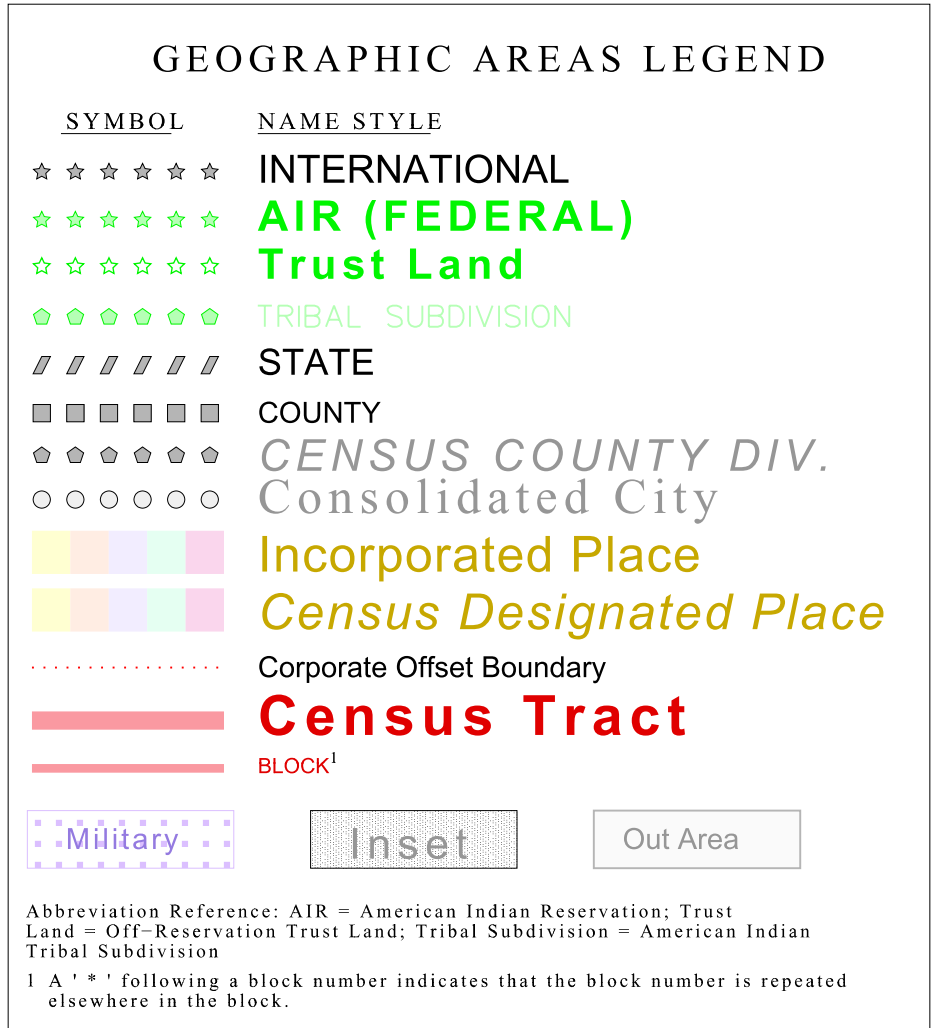 GEOGRAPHIC AREAS LEGEND
SYMBOL NAME STYLE
INTERNATIONAL
AIR (FEDERAL)
Trust Land
TRIBAL SUBDIVISION
STATE
COUNTY
CENSUS COUNTY DIV.
Consolidated City
Incorporated Place
Census Designated Place
Corporate Offset Boundary
Census Tract
BLOCK¹
Military Inset Out Area
Abbreviation Reference: AIR = American Indian Reservation; Trust
Land = Off−Reservation Trust Land; Tribal Subdivision = American Indian
Tribal Subdivision
1 A ' * ' following a block number indicates that the block number is repeated
elsewhere in the block.